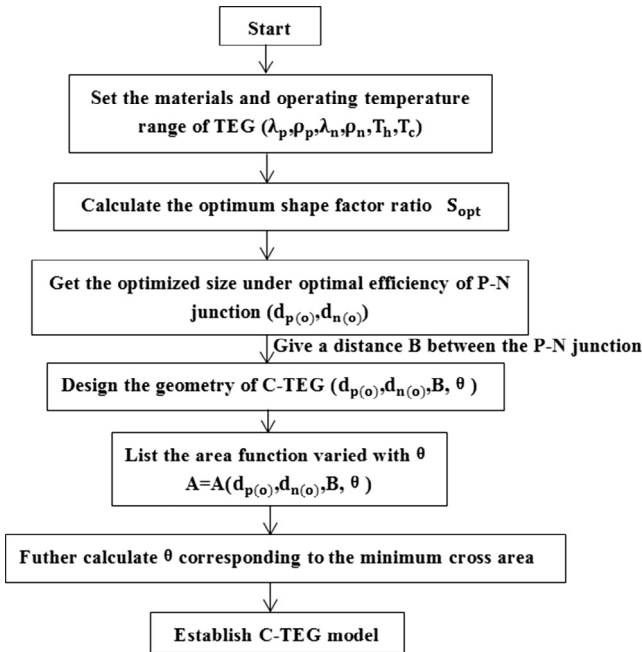 Start
Set the materials and operating temperature
range of TEG (λp,ρp,λn,ρn,Th,Tc)
Calculate the optimum shape factor ratio Sopt
Get the optimized size under optimal efficiency of P-N
junction (dp(o),dn(o))
Give a distance B between the P-N junction
Design the geometry of C-TEG (dp(o),dn(o),B, θ )
List the area function varied with θ
A=A(dp(o),dn(o),B, θ )
Futher calculate θ corresponding to the minimum cross area
Establish C-TEG model